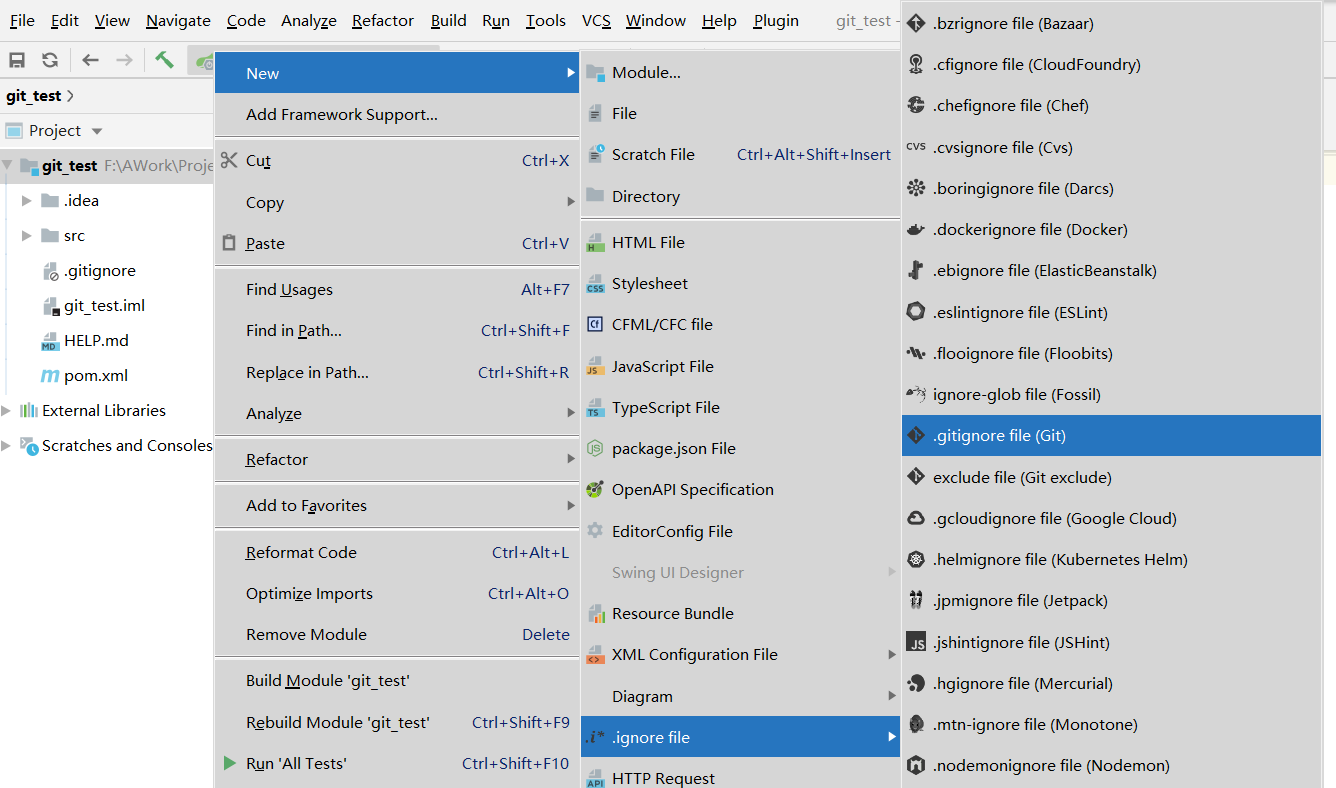 File Edit View Navigate Code Analyze Refactor Build Run Tools VCS Window Help Plugin git_test -
git_test
Project
git_test F:\AWork\Proje
.idea
src
.gitignore
git_test.iml
MD HELP.md
m pom.xml
External Libraries
Scratches and Consoles
New
Add Framework Support...
Cut Ctrl+X
Copy
Paste Ctrl+V
Find Usages Alt+F7
Find in Path... Ctrl+Shift+F
Replace in Path... Ctrl+Shift+R
Analyze
Refactor
Add to Favorites
Reformat Code Ctrl+Alt+L
Optimize Imports Ctrl+Alt+O
Remove Module Delete
Build Module 'git_test'
Rebuild Module 'git_test' Ctrl+Shift+F9
Run 'All Tests' Ctrl+Shift+F10
Module...
File
Scratch File Ctrl+Alt+Shift+Insert
Directory
H HTML File
CSS Stylesheet
Cf CFML/CFC file
JS JavaScript File
TS TypeScript File
JS package.json File
OpenAPI Specification
EditorConfig File
Swing UI Designer
Resource Bundle
<> XML Configuration File
Diagram
.i* .ignore file
API HTTP Request
.bzrignore file (Bazaar)
.cfignore file (CloudFoundry)
.chefignore file (Chef)
CVS .cvsignore file (Cvs)
.boringignore file (Darcs)
.dockerignore file (Docker)
.ebignore file (ElasticBeanstalk)
.eslintignore file (ESLint)
.flooignore file (Floobits)
ignore-glob file (Fossil)
.gitignore file (Git)
exclude file (Git exclude)
.gcloudignore file (Google Cloud)
.helmignore file (Kubernetes Helm)
.jpmignore file (Jetpack)
JS .jshintignore file (JSHint)
.hgignore file (Mercurial)
.mtn-ignore file (Monotone)
.nodemonignore file (Nodemon)